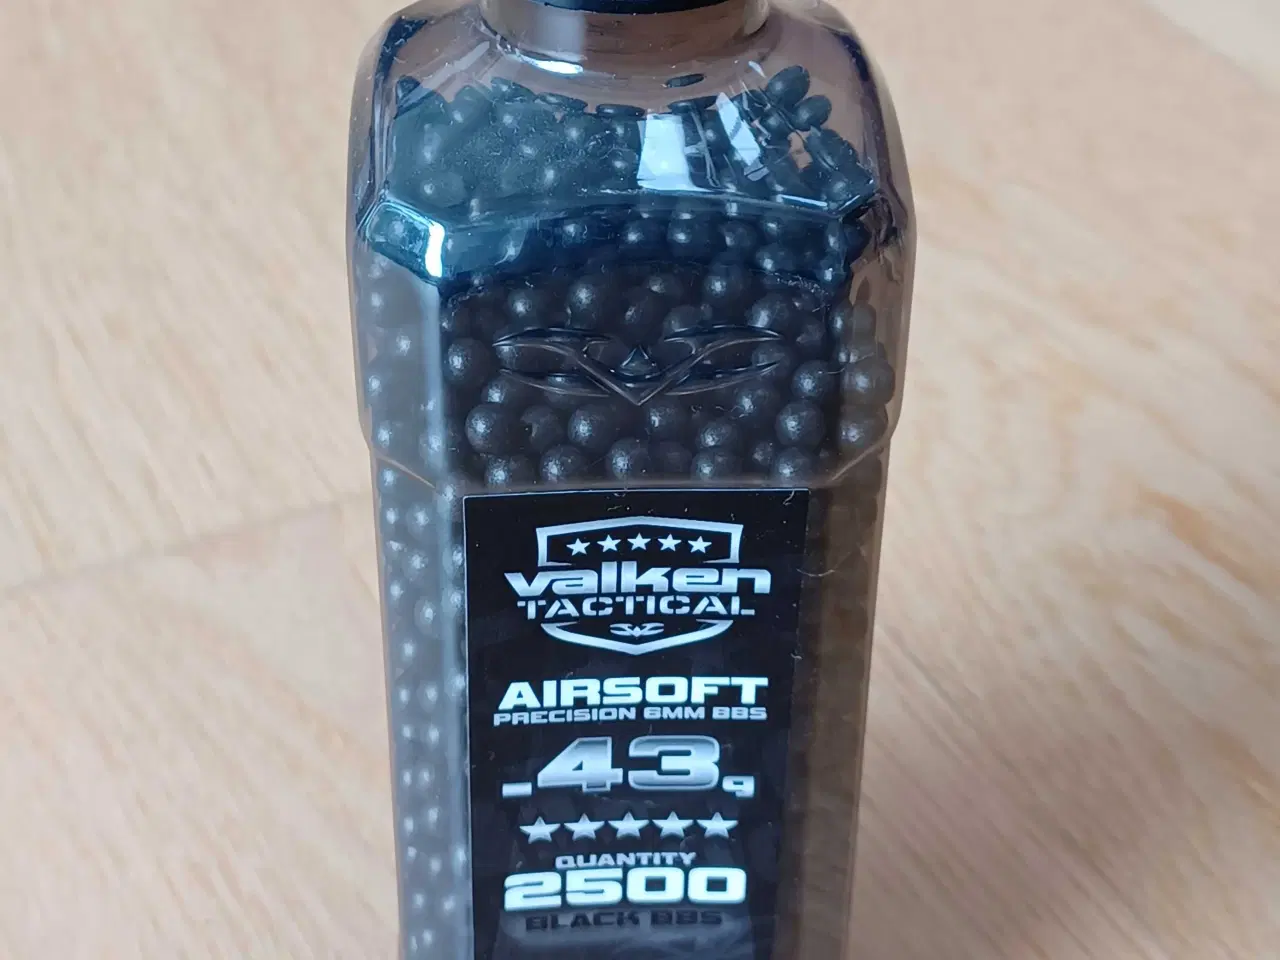 valken
TACTICAL
AIRSOFT
PRECISION 6MM BBS
.43g
QUANTITY
2500
BLACK BBS